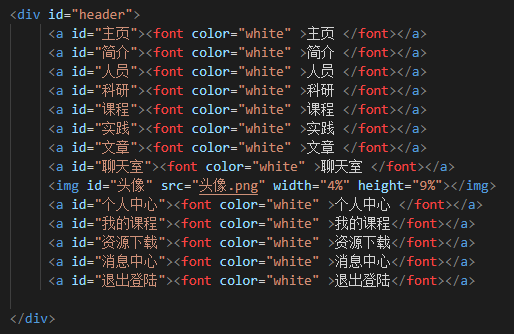 <div id="header">
<a id="主页"><font color="white" >主页 </font></a>
<a id="简介"><font color="white" >简介 </font></a>
<a id="人员"><font color="white" >人员 </font></a>
<a id="科研"><font color="white" >科研 </font></a>
<a id="课程"><font color="white" >课程 </font></a>
<a id="实践"><font color="white" >实践 </font></a>
<a id="文章"><font color="white" >文章 </font></a>
<a id="聊天室"><font color="white" >聊天室 </font></a>
<img id="头像" src="头像.png" width="4%" height="9%"></img>
<a id="个人中心"><font color="white" >个人中心 </font></a>
<a id="我的课程"><font color="white" >我的课程</font></a>
<a id="资源下载"><font color="white" >资源下载</font></a>
<a id="消息中心"><font color="white" >消息中心</font></a>
<a id="退出登陆"><font color="white" >退出登陆</font></a>
</div>